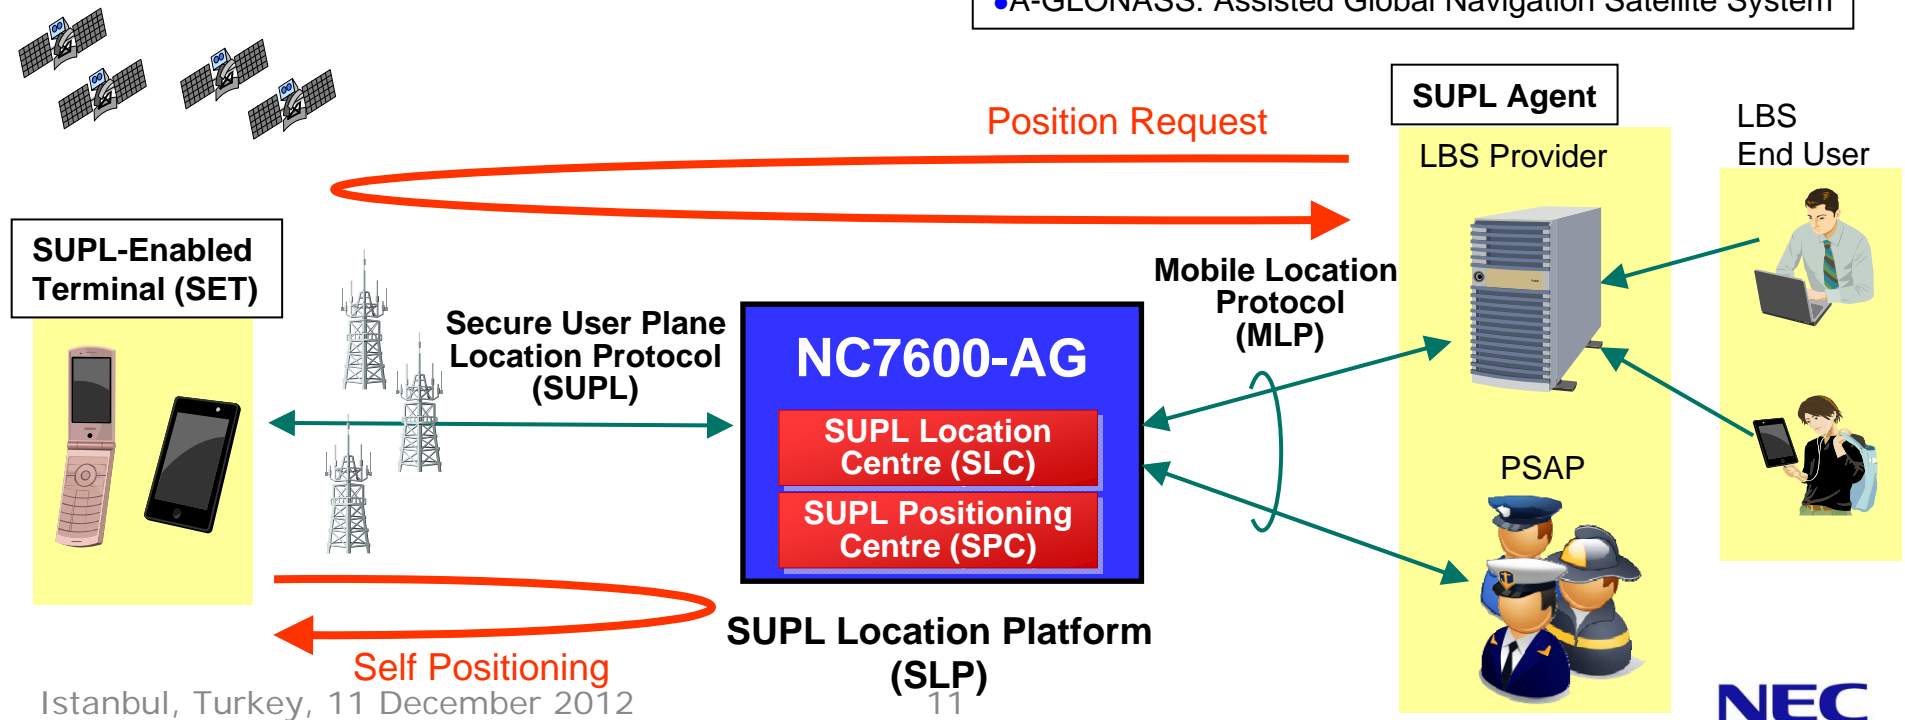 ●A-GLONASS: Assisted Global Navigation Satellite System
SUPL Agent
Position Request
LBS Provider
LBS
End User
SUPL-Enabled
Terminal (SET)
Secure User Plane
Location Protocol
(SUPL)
NC7600-AG
SUPL Location
Centre (SLC)
SUPL Positioning
Centre (SPC)
Mobile Location
Protocol
(MLP)
PSAP
SUPL Location Platform
(SLP)
Self Positioning
Istanbul, Turkey, 11 December 2012
11
NEC